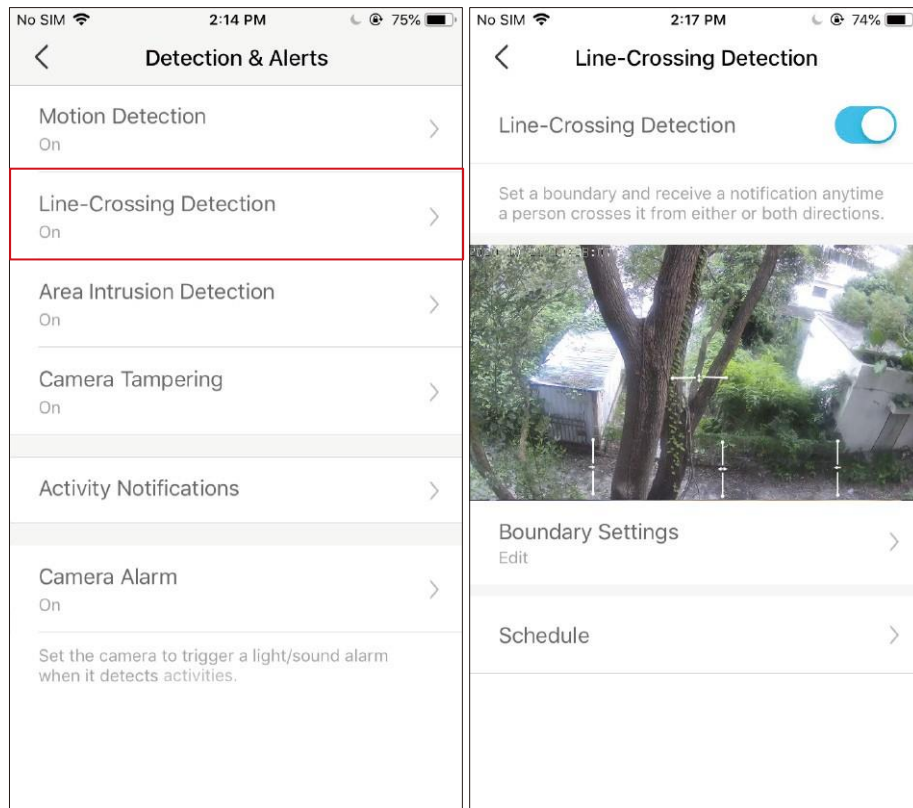 No SIM 2:14 PM 75%
Detection & Alerts
Motion Detection
On
Line-Crossing Detection
On
Area Intrusion Detection
On
Camera Tampering
On
Activity Notifications
Camera Alarm
On
Set the camera to trigger a light/sound alarm
when it detects activities.
No SIM 2:17 PM 74%
Line-Crossing Detection
Line-Crossing Detection
Set a boundary and receive a notification anytime
a person crosses it from either or both directions.
Boundary Settings
Edit
Schedule